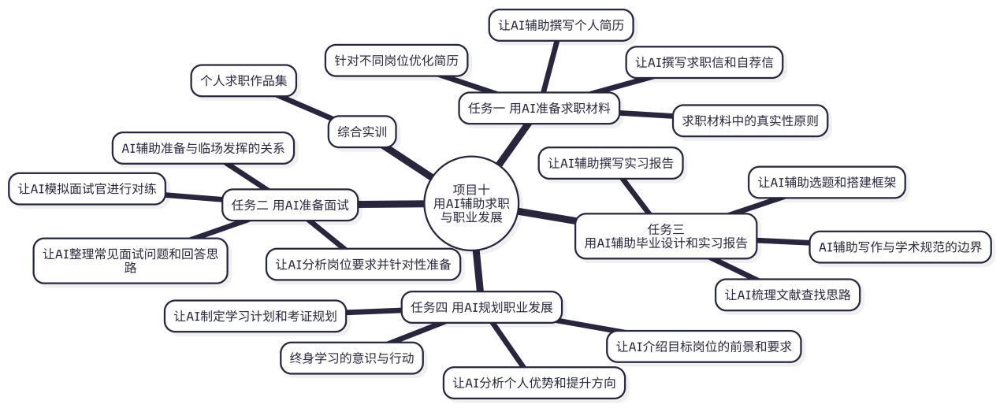 项目十
用AI辅助求职
与职业发展
任务一 用AI准备求职材料
让AI辅助撰写个人简历
针对不同岗位优化简历
让AI撰写求职信和自荐信
求职材料中的真实性原则
任务二 用AI准备面试
AI辅助准备与临场发挥的关系
让AI模拟面试官进行对练
让AI整理常见面试问题和回答思
路
让AI分析岗位要求并针对性准备
任务三
用AI辅助毕业设计和实习报告
让AI辅助撰写实习报告
让AI辅助选题和搭建框架
AI辅助写作与学术规范的边界
让AI梳理文献查找思路
任务四 用AI规划职业发展
让AI制定学习计划和考证规划
终身学习的意识与行动
让AI分析个人优势和提升方向
让AI介绍目标岗位的前景和要求
综合实训
个人求职作品集